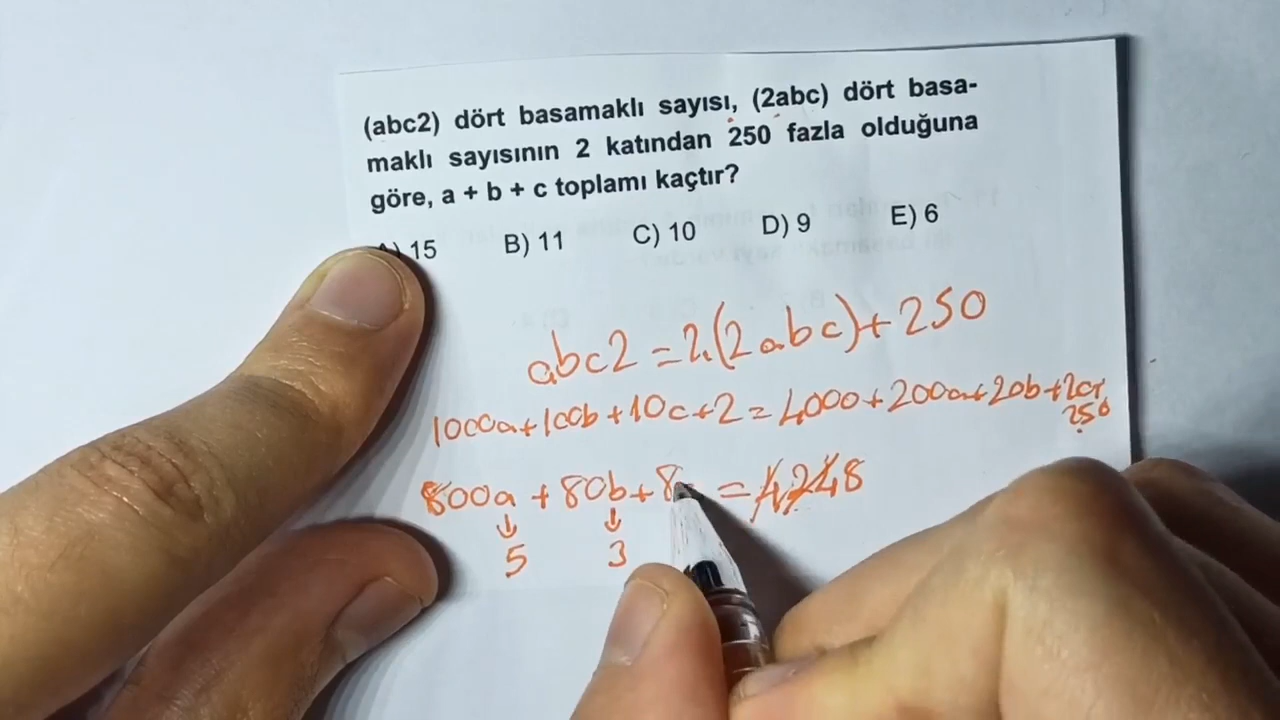 (abc2) dört basamaklı sayısı, (2abc) dört basa-
maklı sayısının 2 katından 250 fazla olduğuna
göre, a + b + c toplamı kaçtır?
A) 15 B) 11 C) 10 D) 9 E) 6
abc2 = 2.(2abc)+250
1000a+100b+10c+2=4000+200a+20b+2c+
250
800a + 80b+8 = 4248
5 3